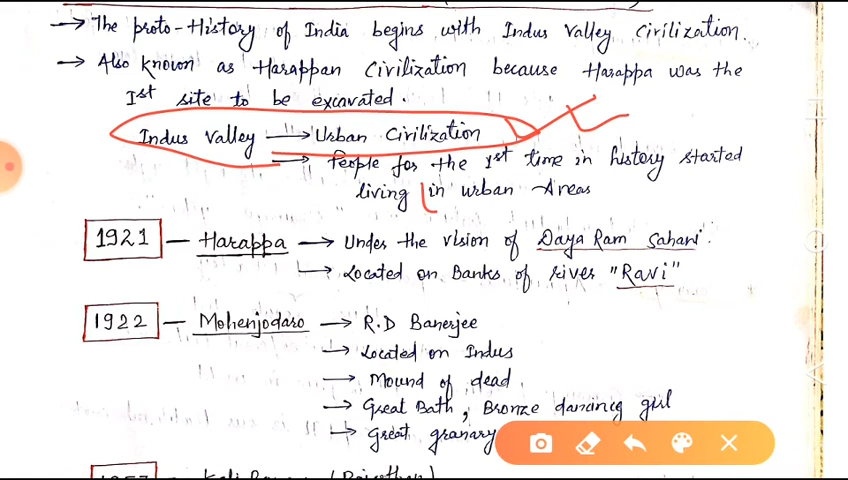 → The proto-History of India begins with Indus Valley Civilization.
→ Also known as Harappan Civilization because Harappa was the
Ist site to be excavated.
Indus Valley → Urban Civilization
→ People for the 1st time in history started
living in urban Areas
1921 — Harappa → Under the vision of Daya Ram Sahani.
→ Located on Banks of river "Ravi"
1922 — Mohenjodaro → R.D Banerjee
→ Located on Indus
→ Mound of dead.
→ Great Bath, Bronze dancing girl
→ Great granary